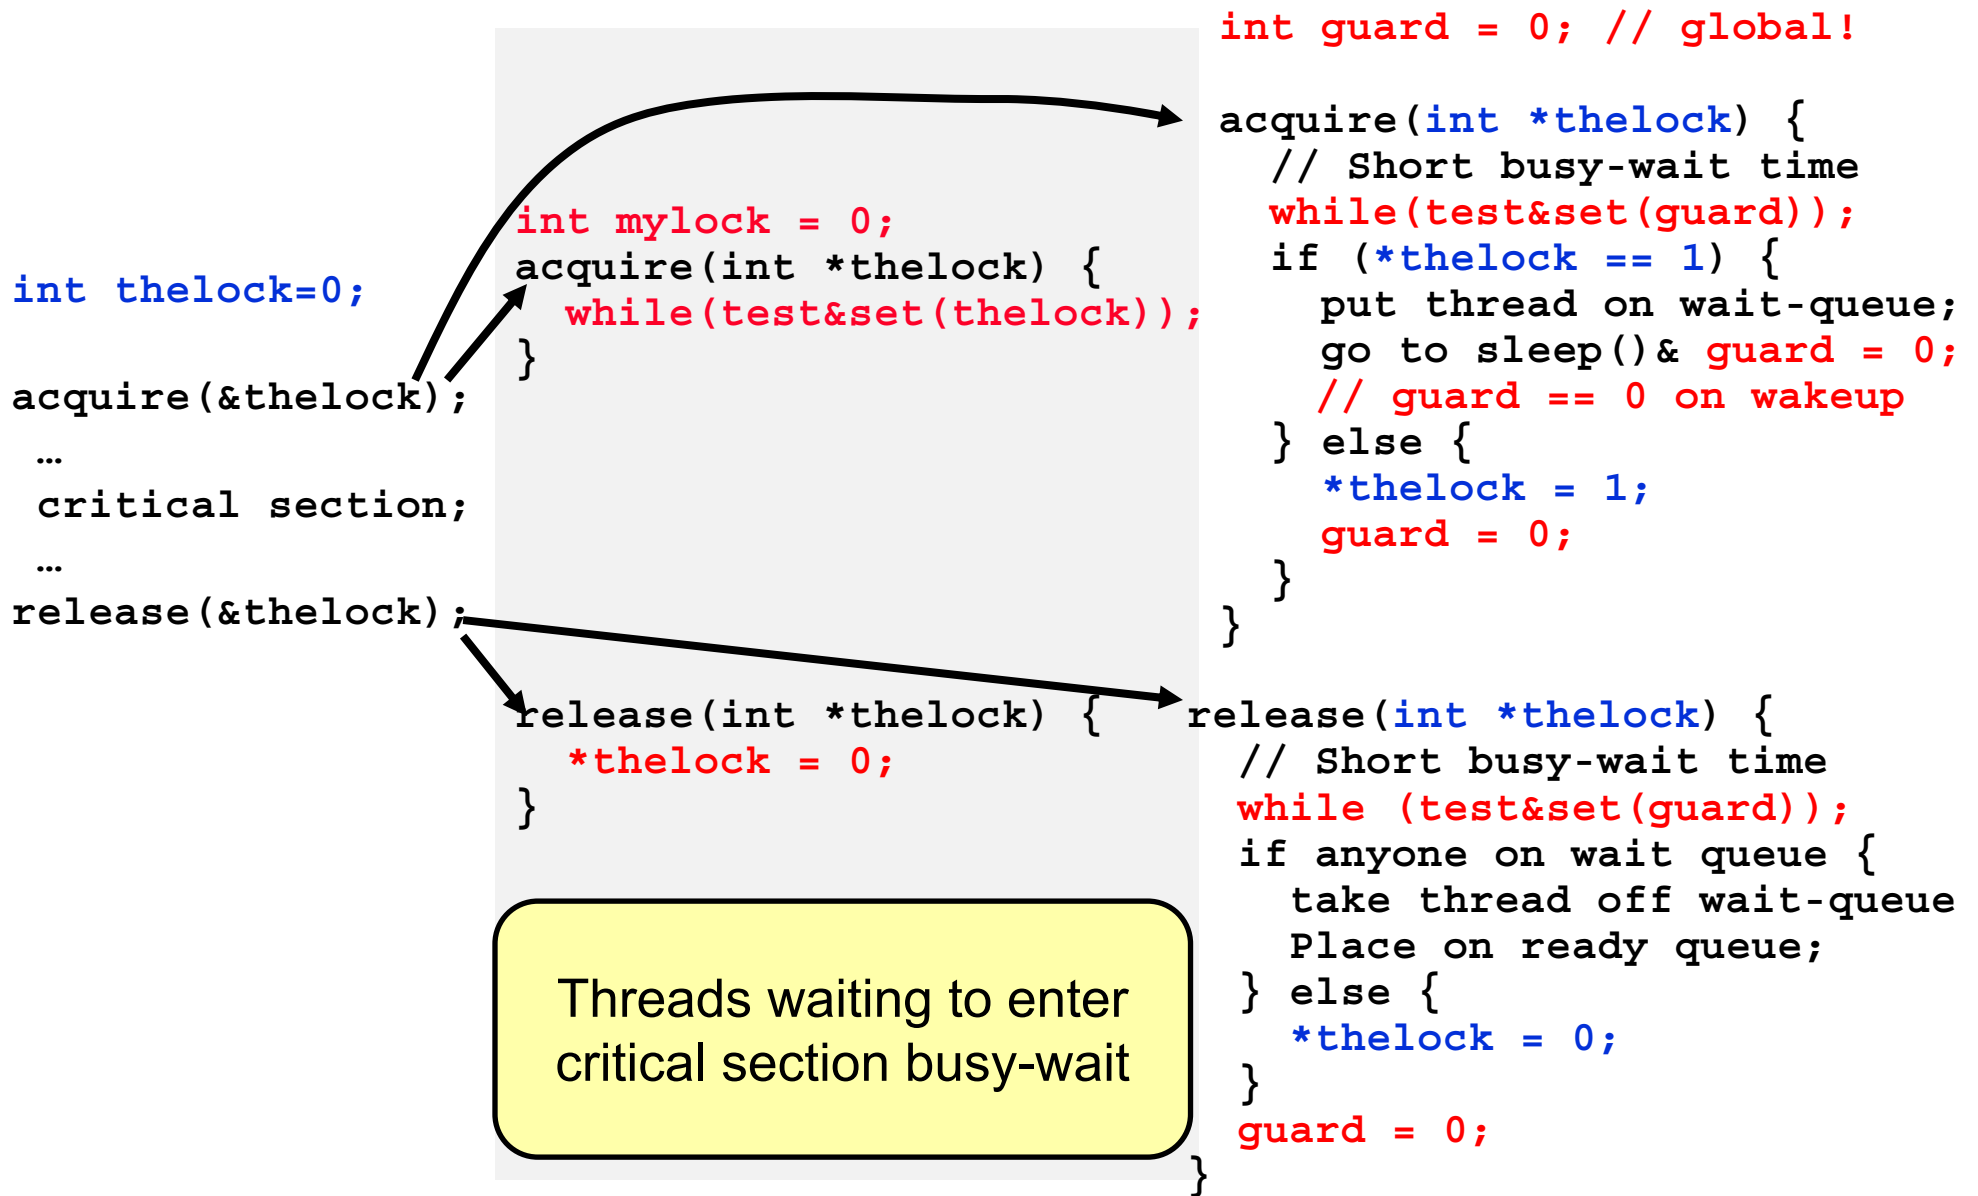 int thelock=0;
acquire(&thelock);
…
critical section;
…
release(&thelock);
int mylock = 0;
acquire(int *thelock) {
while(test&set(thelock));
}
release(int *thelock) {
*thelock = 0;
}
Threads waiting to enter
critical section busy-wait
int guard = 0; // global!
acquire(int *thelock) {
// Short busy-wait time
while(test&set(guard));
if (*thelock == 1) {
put thread on wait-queue;
go to sleep()& guard = 0;
// guard == 0 on wakeup
} else {
*thelock = 1;
guard = 0;
}
}
release(int *thelock) {
// Short busy-wait time
while (test&set(guard));
if anyone on wait queue {
take thread off wait-queue
Place on ready queue;
} else {
*thelock = 0;
}
guard = 0;
}